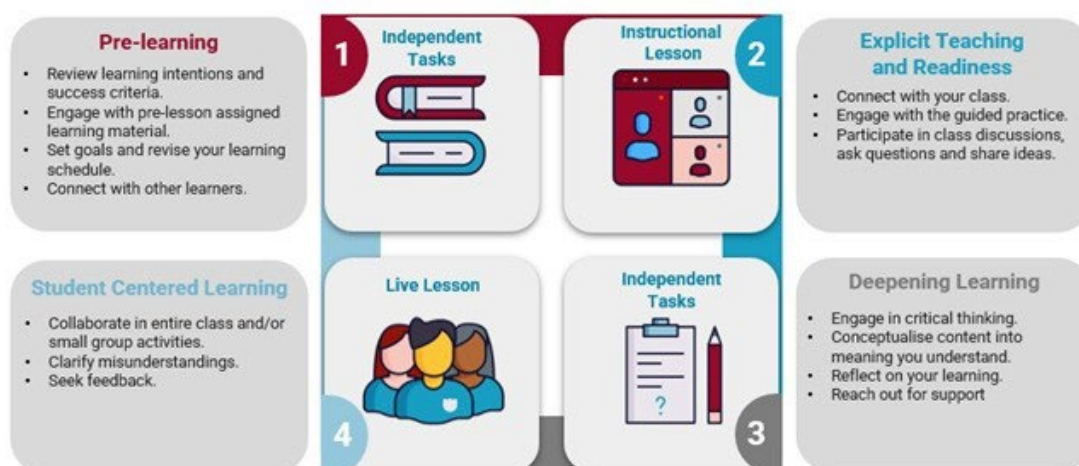 Pre-learning
• Review learning intentions and
success criteria.
• Engage with pre-lesson assigned
learning material.
• Set goals and revise your learning
schedule.
• Connect with other learners.
1
Independent
Tasks
Instructional
Lesson
2
Explicit Teaching
and Readiness
• Connect with your class.
• Engage with the guided practice.
• Participate in class discussions,
ask questions and share ideas.
Student Centered Learning
• Collaborate in entire class and/or
small group activities.
• Clarify misunderstandings.
• Seek feedback.
Live Lesson
4
Independent
Tasks
?
3
Deepening Learning
• Engage in critical thinking.
• Conceptualise content into
meaning you understand.
• Reflect on your learning.
• Reach out for support